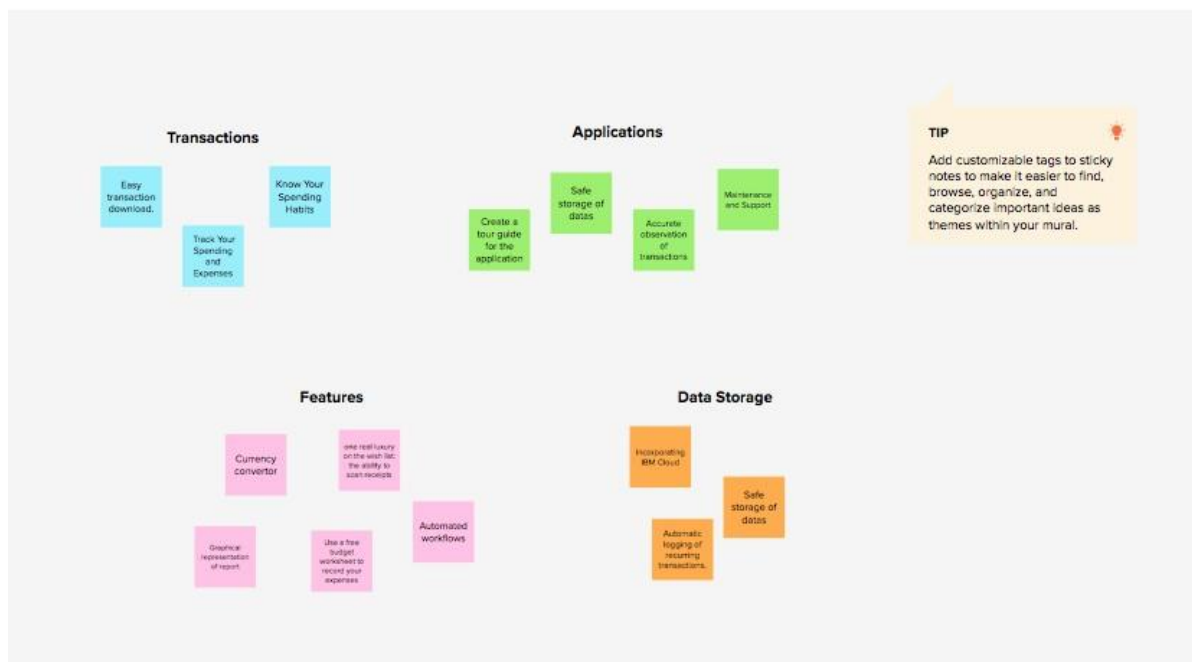 Transactions
Easy
transaction
download.
Know Your
Spending
Habits
Track Your
Spending
and
Expenses
Applications
Create a
tour guide
for the
application
Safe
storage of
datas
Accurate
observation
of
transactions
Maintenance
and Support
TIP
Add customizable tags to sticky
notes to make it easier to find,
browse, organize, and
categorize important ideas as
themes within your mural.
Features
Currency
convertor
one real luxury
on the wish list:
the ability to
scan receipts
Automated
workflows
Graphical
representation
of report
Use a free
budget
worksheet to
record your
expenses
Data Storage
Incorporating
IBM Cloud
Safe
storage of
datas
Automatic
logging of
recurring
transactions.